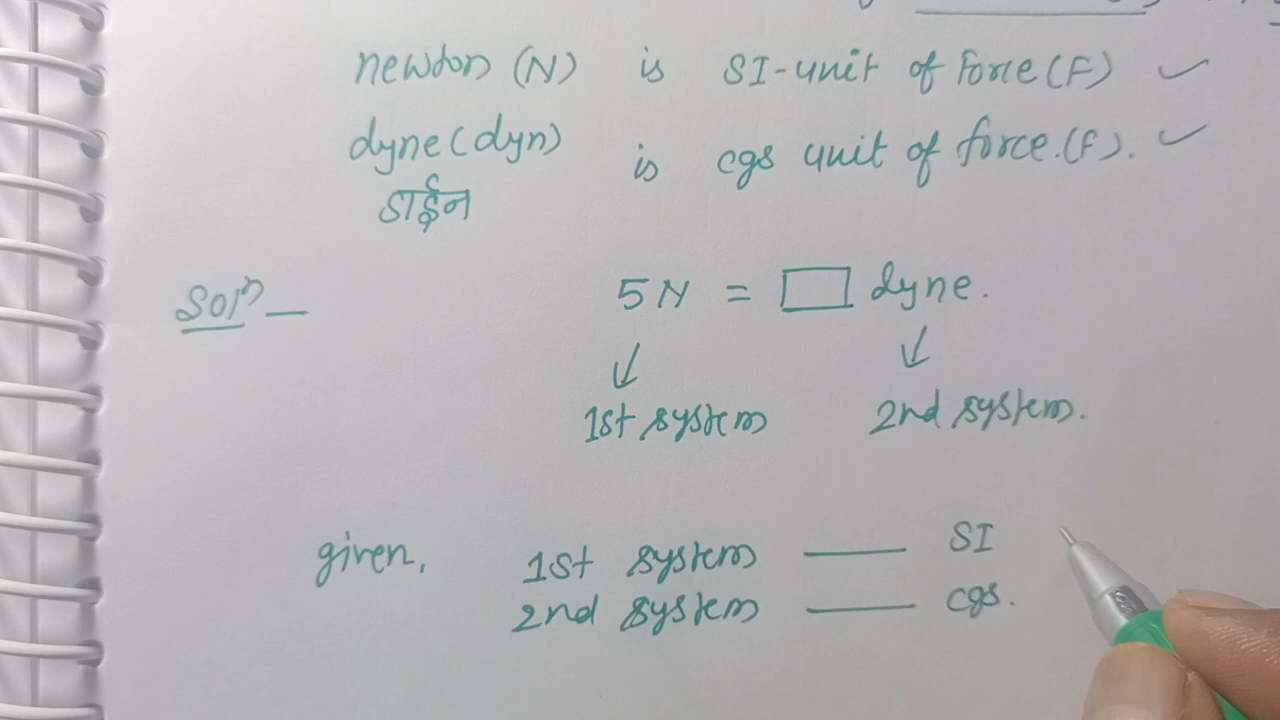 newton (N) is SI-unit of Force (F) ✓
dyne (dyn) is cgs unit of force. (F). ✓
डाईन
Solⁿ —
5N = □ dyne.
↓ ↓
1st system 2nd system.
given, 1st system — SI
2nd system — cgs.